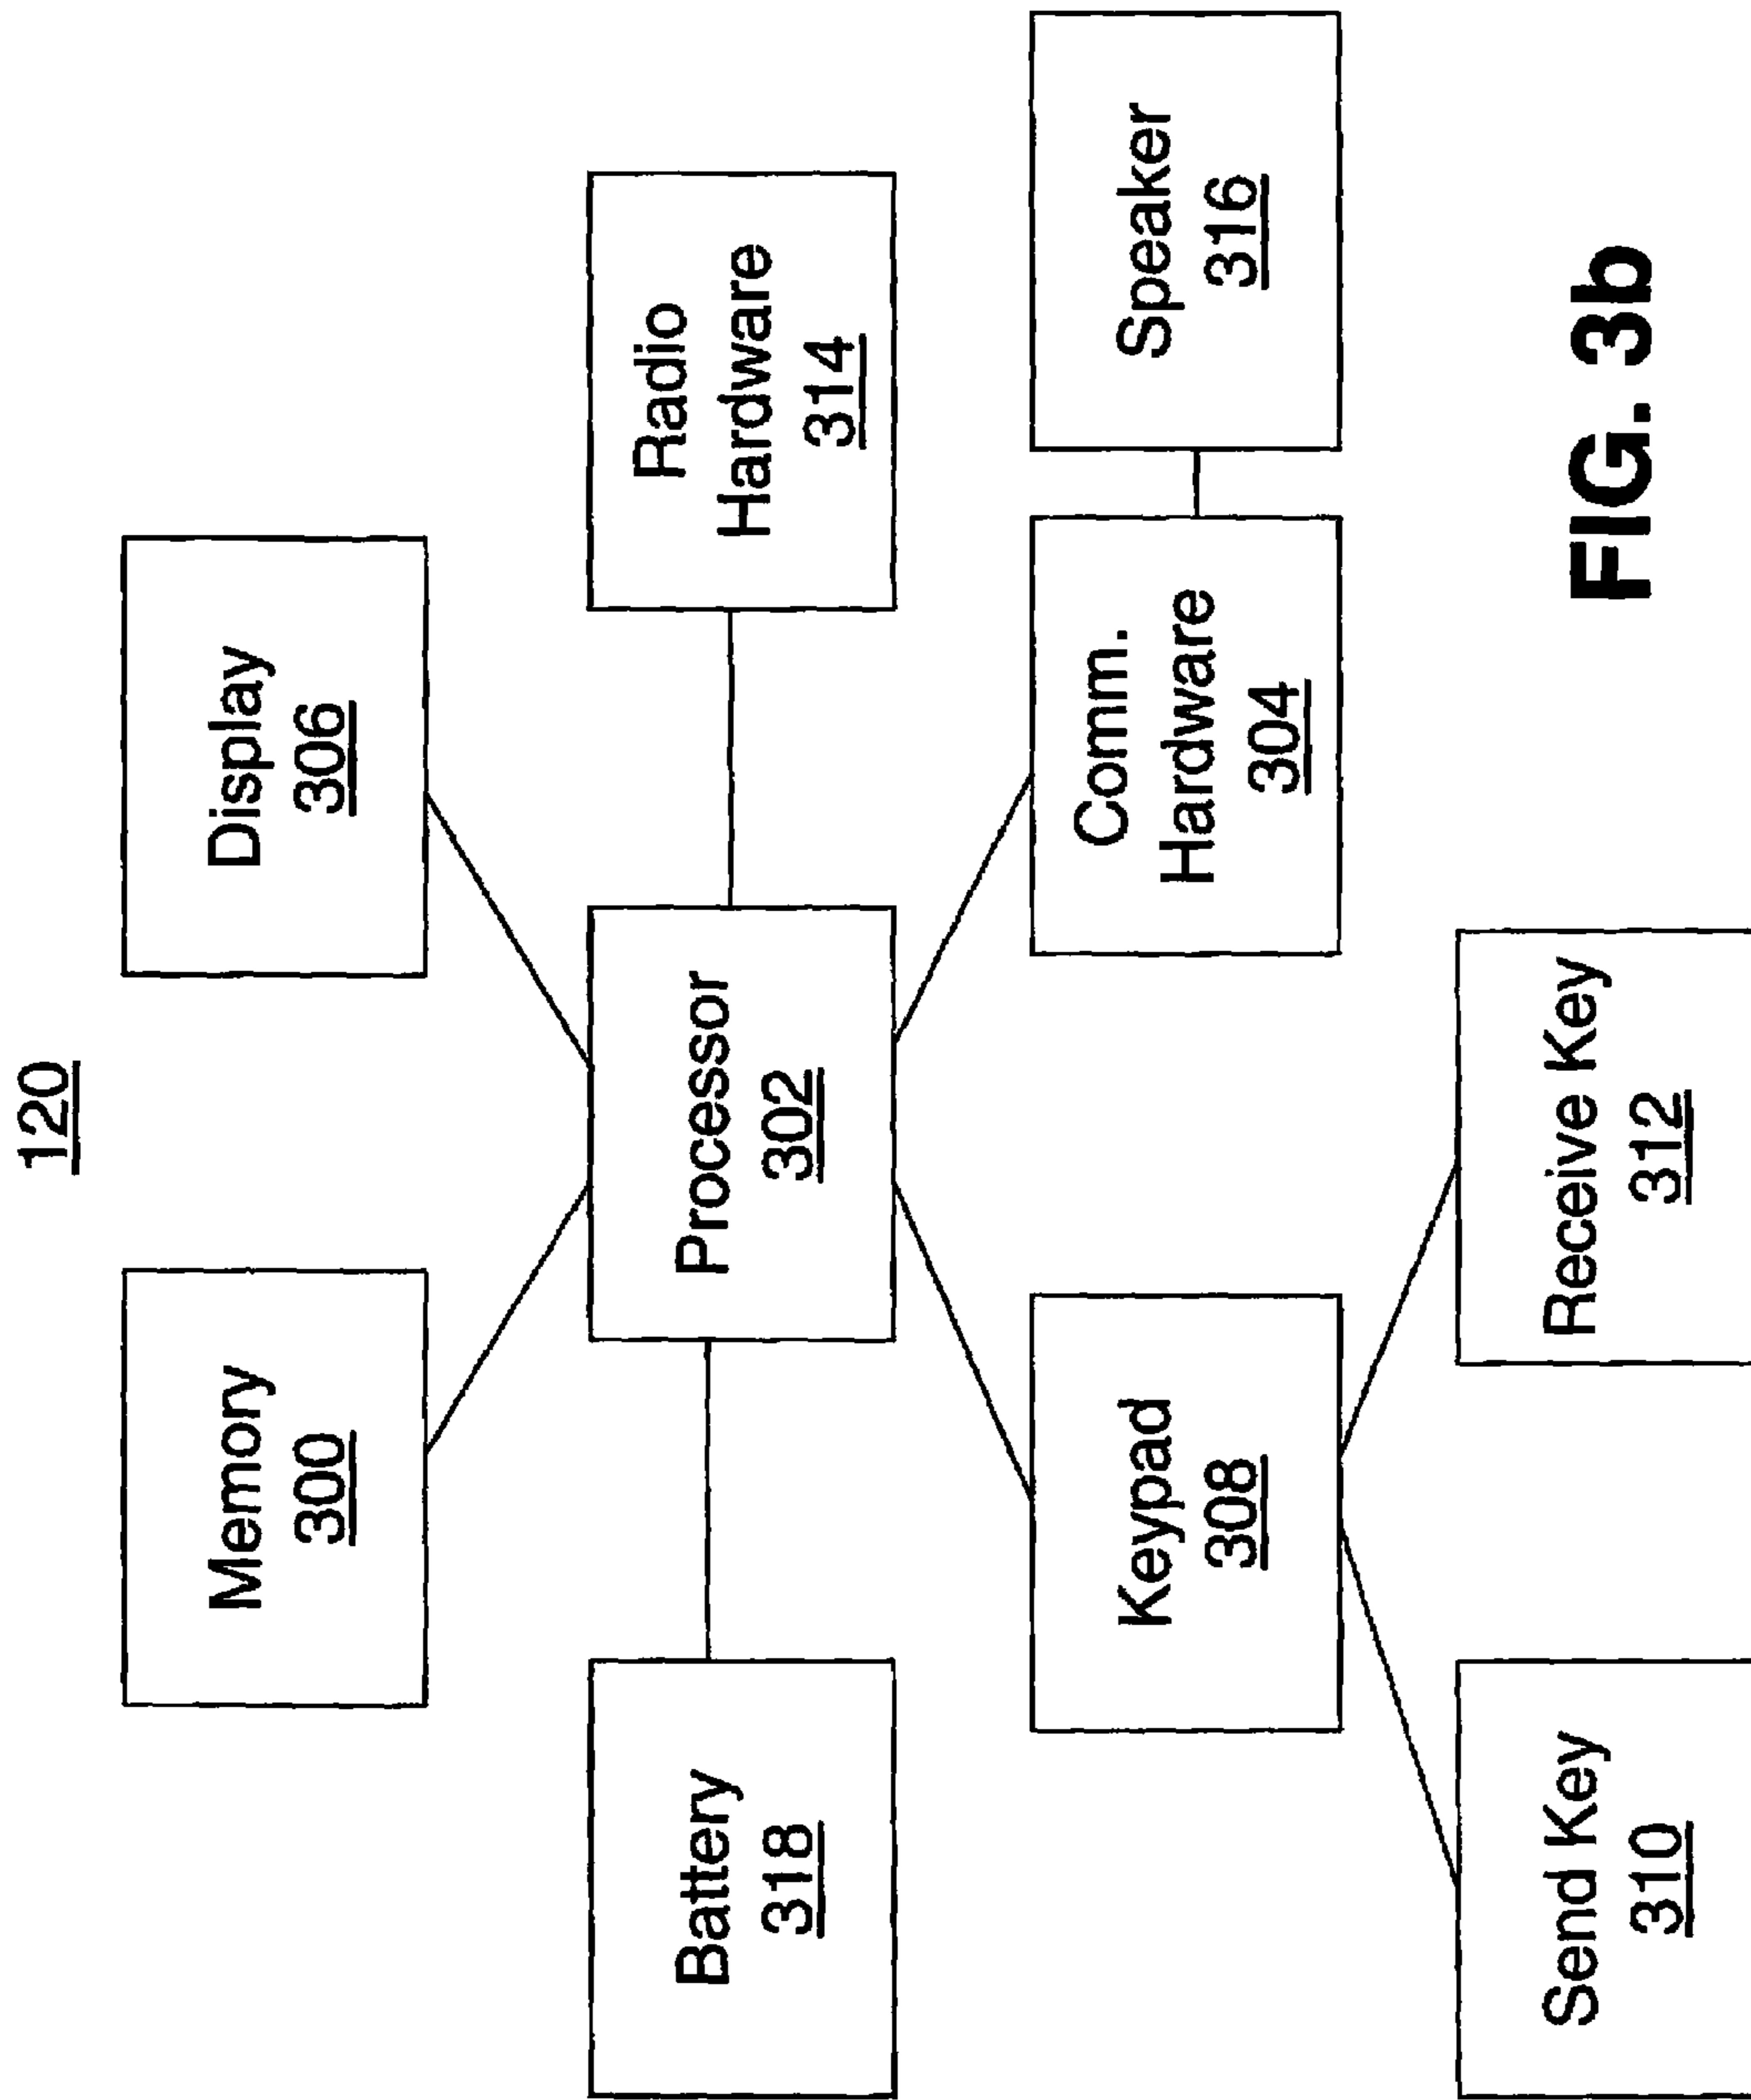 120
Memory
300
Display
306
Battery
318
Processor
302
Radio
Hardware
314
Keypad
308
Comm.
Hardware
304
Speaker
316
Send Key
310
Receive Key
312
FIG. 3b